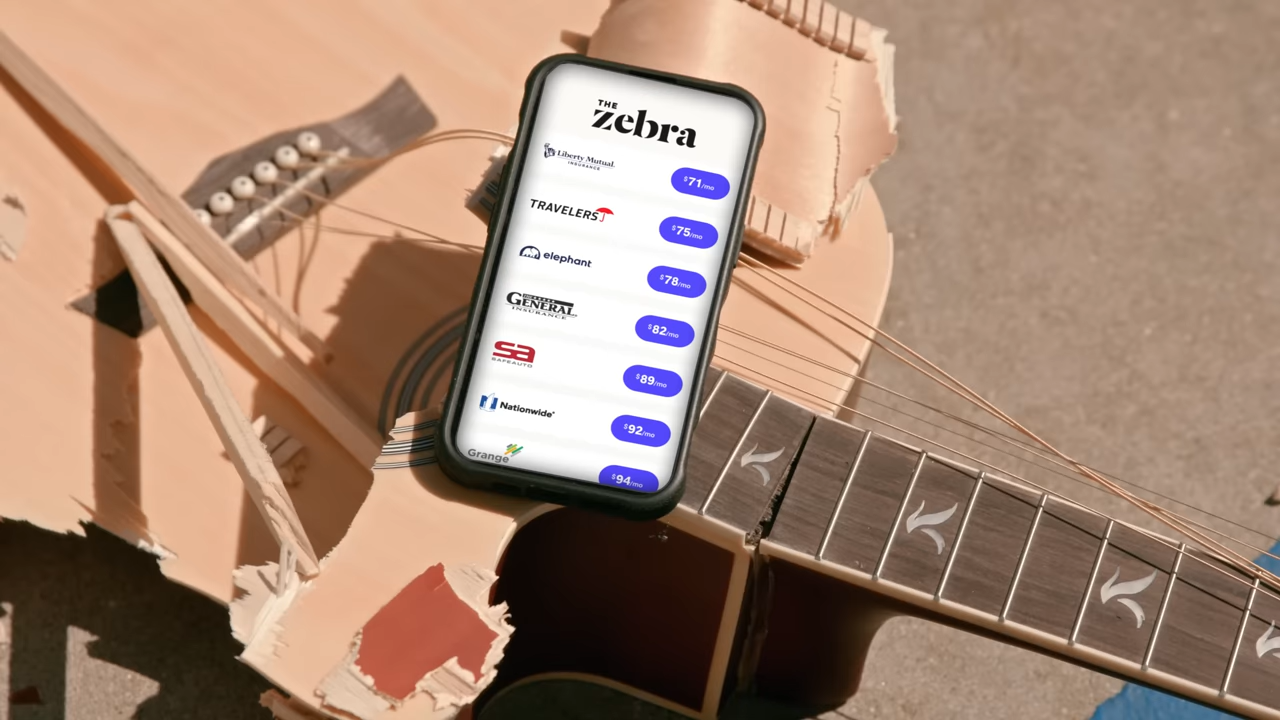 THE
zebra
Liberty Mutual.
INSURANCE
$71/mo
TRAVELERS
$75/mo
elephant
$78/mo
THE
GENERAL
INSURANCE
$82/mo
sa
SAFEAUTO
$89/mo
Nationwide®
$92/mo
Grange
$94/mo